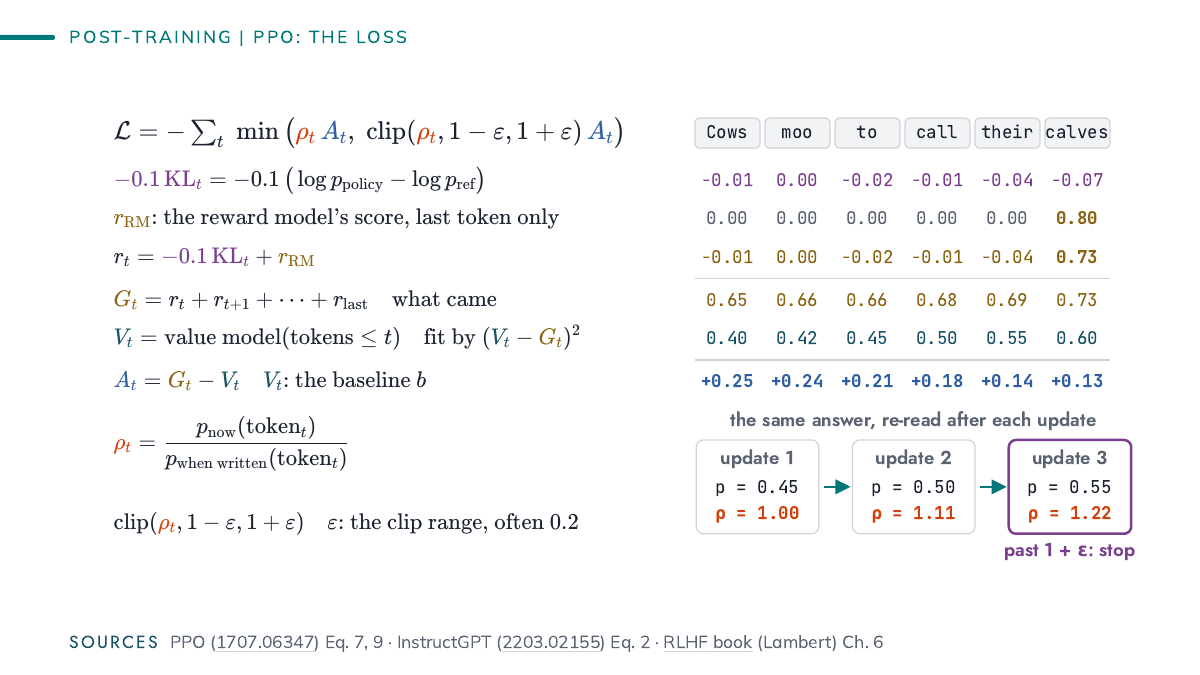 POST-TRAINING | PPO: THE LOSS
ℒ = − ∑ₜ min (ρₜ Aₜ, clip(ρₜ, 1 − ε, 1 + ε) Aₜ)
−0.1 KLₜ = −0.1 (log p_policy − log p_ref)
r_RM: the reward model’s score, last token only
rₜ = −0.1 KLₜ + r_RM
Gₜ = rₜ + rₜ₊₁ + ⋯ + r_last what came
Vₜ = value model(tokens ≤ t) fit by (Vₜ − Gₜ)²
Aₜ = Gₜ − Vₜ Vₜ: the baseline b
ρₜ = p_now(tokenₜ) / p_when written(tokenₜ)
clip(ρₜ, 1 − ε, 1 + ε) ε: the clip range, often 0.2
Cows moo to call their calves
-0.01 0.00 -0.02 -0.01 -0.04 -0.07
0.00 0.00 0.00 0.00 0.00 0.80
-0.01 0.00 -0.02 -0.01 -0.04 0.73
0.65 0.66 0.66 0.68 0.69 0.73
0.40 0.42 0.45 0.50 0.55 0.60
+0.25 +0.24 +0.21 +0.18 +0.14 +0.13
the same answer, re-read after each update
update 1
p = 0.45
ρ = 1.00
update 2
p = 0.50
ρ = 1.11
update 3
p = 0.55
ρ = 1.22
past 1 + ε: stop
SOURCES PPO (1707.06347) Eq. 7, 9 · InstructGPT (2203.02155) Eq. 2 · RLHF book (Lambert) Ch. 6